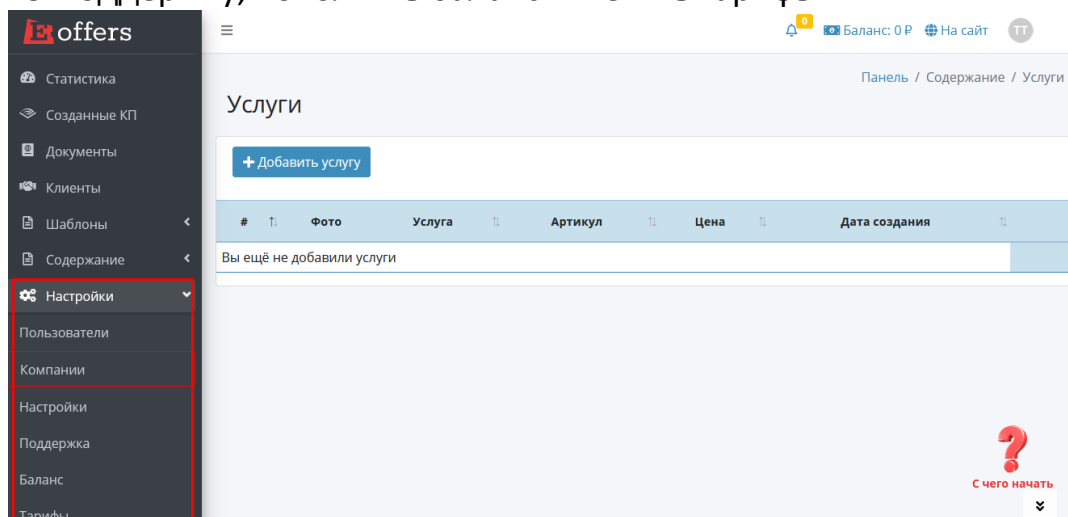 offers
0
Баланс: 0 ₽
На сайт
TT
Статистика
Созданные КП
Документы
Клиенты
Шаблоны
Содержание
Настройки
Пользователи
Компании
Настройки
Поддержка
Баланс
Тарифы
Панель / Содержание / Услуги
Услуги
+ Добавить услугу
# Фото Услуга Артикул Цена Дата создания
Вы ещё не добавили услуги
С чего начать